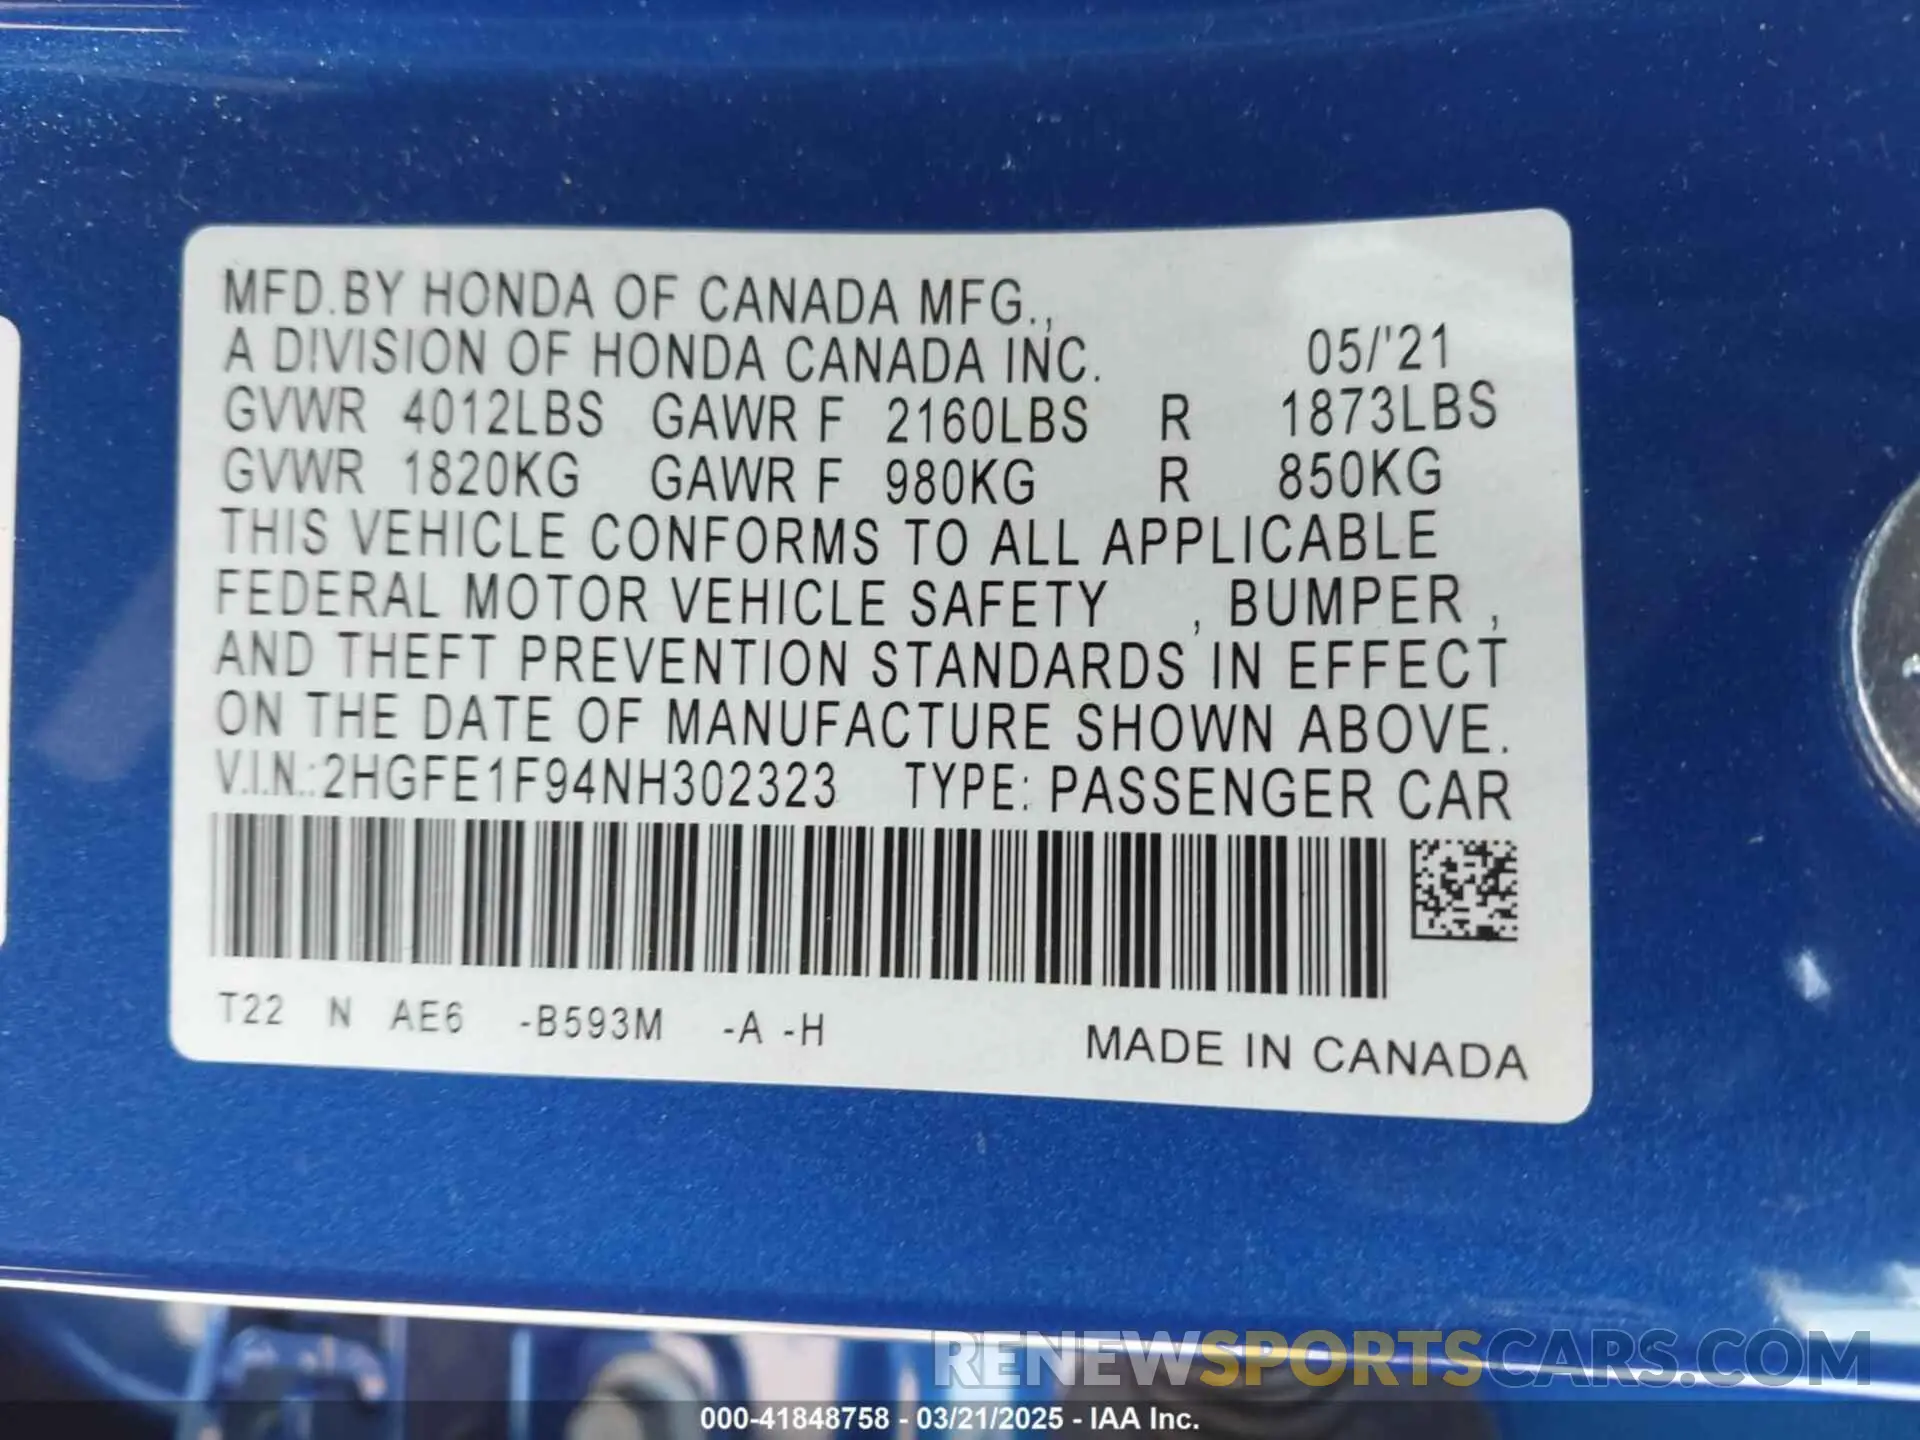 MFD.BY HONDA OF CANADA MFG.,
A DIVISION OF HONDA CANADA INC. 05/'21
GVWR 4012LBS GAWR F 2160LBS R 1873LBS
GVWR 1820KG GAWR F 980KG R 850KG
THIS VEHICLE CONFORMS TO ALL APPLICABLE
FEDERAL MOTOR VEHICLE SAFETY , BUMPER ,
AND THEFT PREVENTION STANDARDS IN EFFECT
ON THE DATE OF MANUFACTURE SHOWN ABOVE.
V.I.N.:2HGFE1F94NH302323 TYPE: PASSENGER CAR
T22 N AE6 -B593M -A -H
MADE IN CANADA
RENEWSPORTSCARS.COM
000-41848758 - 03/21/2025 - IAA Inc.